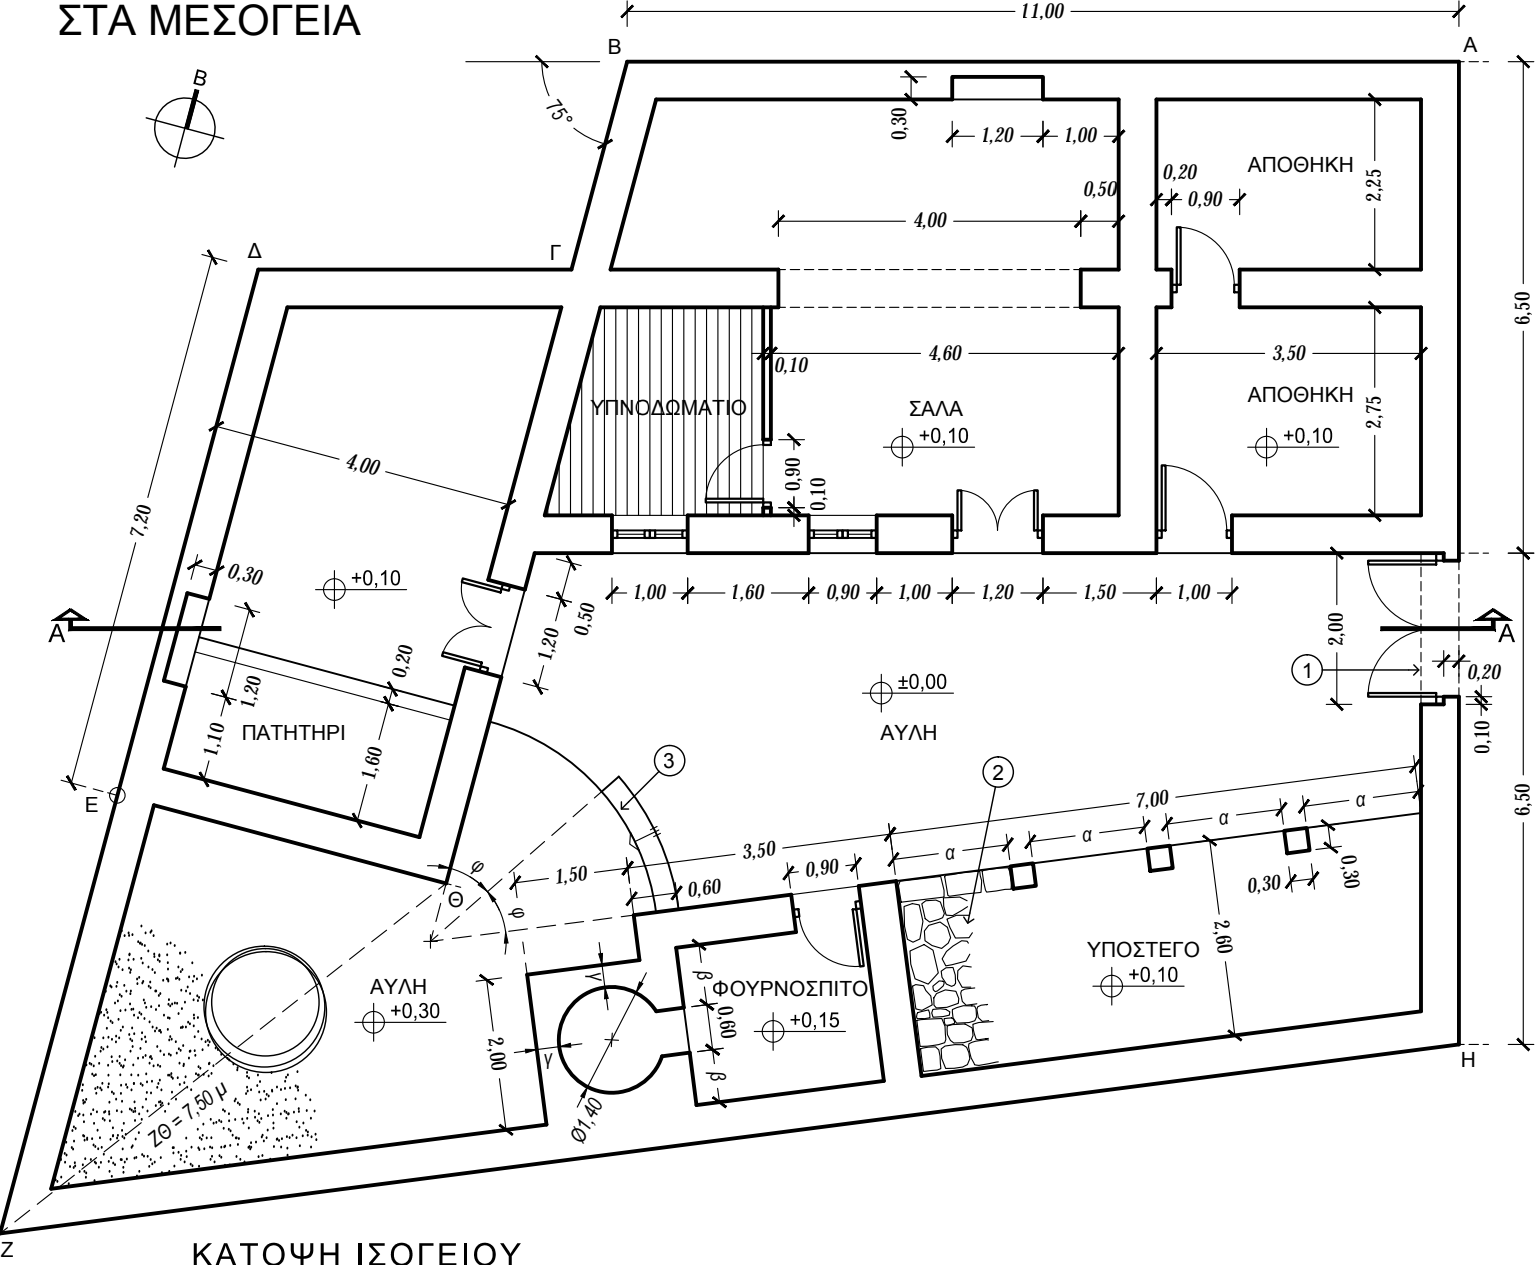 ΣΤΑ ΜΕΣΟΓΕΙΑ
11,00
Β
Α
Β
75°
0,30
1,20
1,00
ΑΠΟΘΗΚΗ
0,20
0,90
2,25
0,50
4,00
Δ
Γ
6,50
4,60
3,50
0,10
ΥΠΝΟΔΩΜΑΤΙΟ
ΣΑΛΑ
+0,10
ΑΠΟΘΗΚΗ
+0,10
2,75
4,00
0,90
0,10
7,20
0,30
+0,10
1,00
1,60
0,90
1,00
1,20
1,50
1,00
0,50
1,20
2,00
Α
Α
0,20
1
0,20
1,20
±0,00
ΑΥΛΗ
0,10
ΠΑΤΗΤΗΡΙ
1,10
1,60
3
2
Ε
7,00
α
α
α
α
6,50
3,50
1,50
0,90
0,60
0,30
0,30
φ
Θ
φ
2,60
ΥΠΟΣΤΕΓΟ
+0,10
ΑΥΛΗ
+0,30
γ
β
ΦΟΥΡΝΟΣΠΙΤΟ
0,60
+0,15
2,00
γ
β
Η
Ø1,40
ΖΘ = 7,50 μ
Ζ
ΚΑΤΟΨΗ ΙΣΟΓΕΙΟΥ